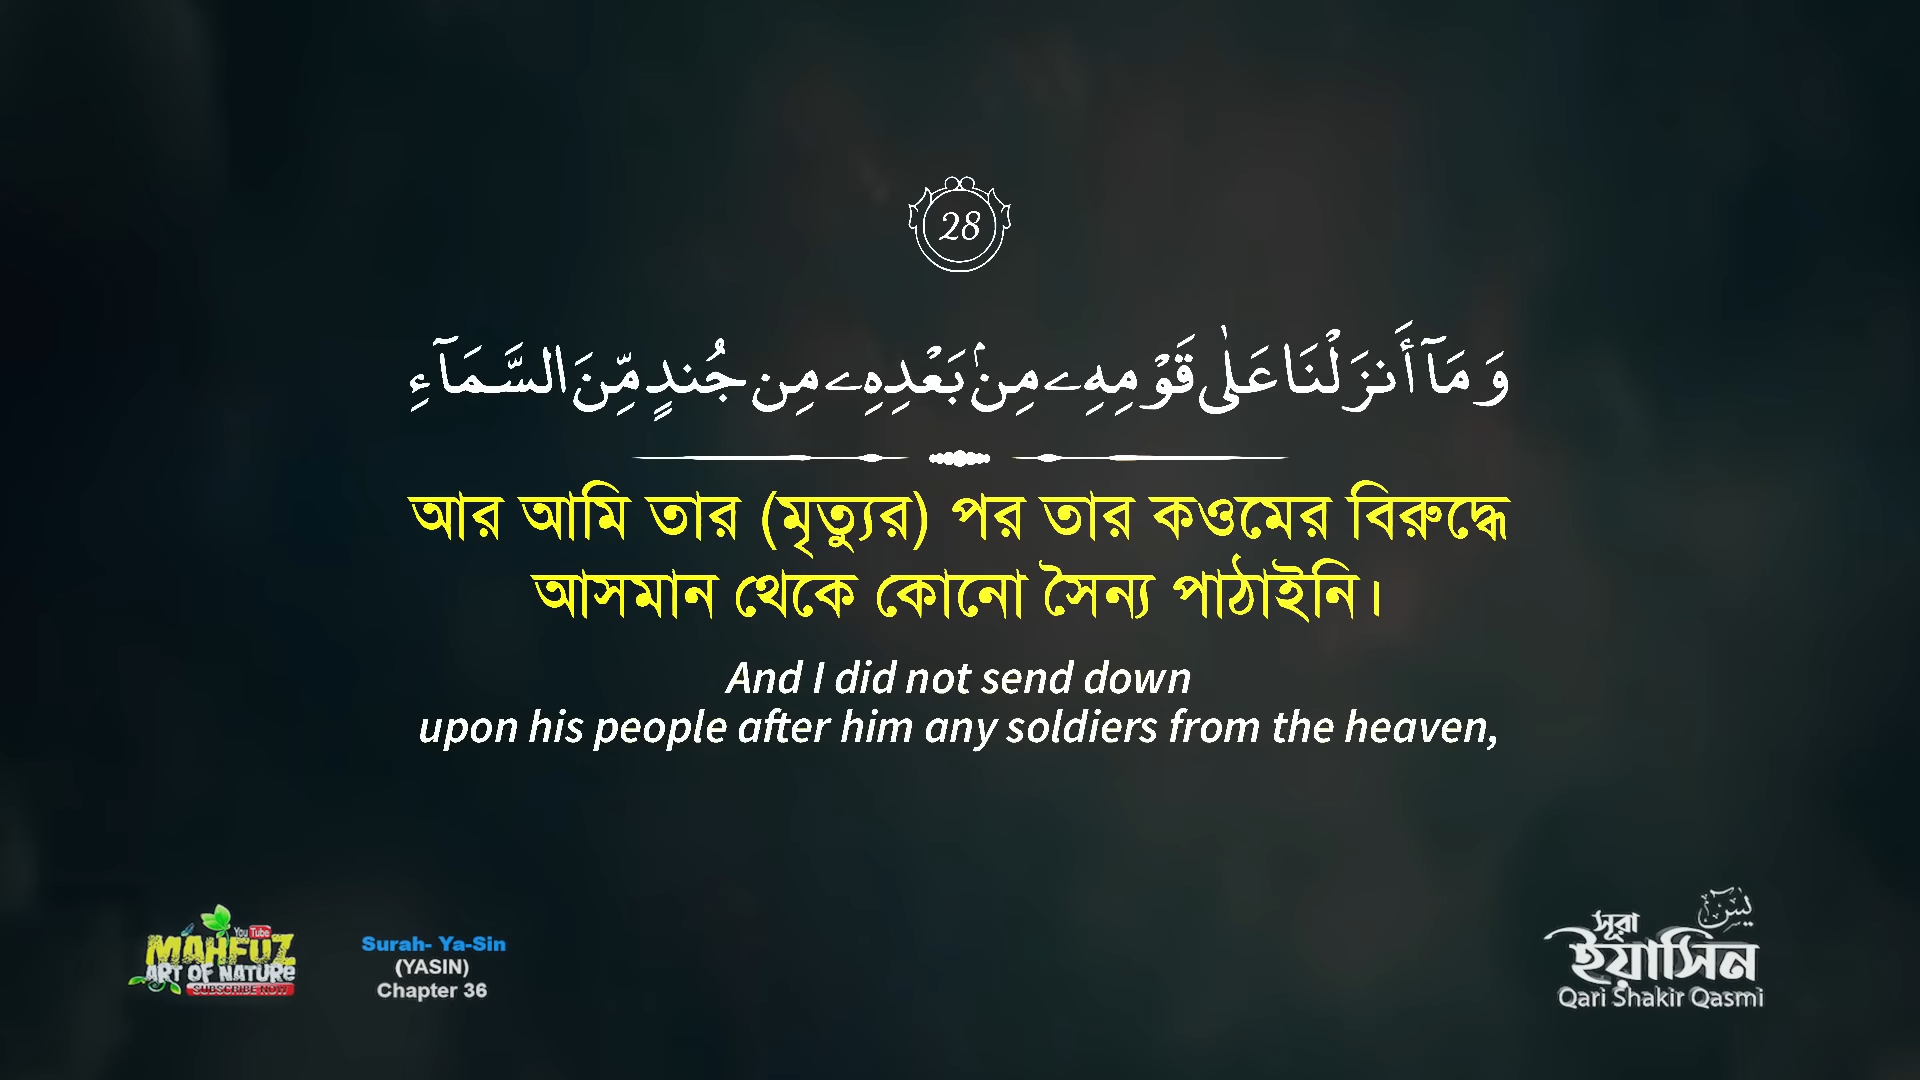 28
وَمَآ أَنزَلْنَا عَلَىٰ قَوْمِهِۦ مِنۢ بَعْدِهِۦ مِن جُندٍ مِّنَ السَّمَآءِ
আর আমি তার (মৃত্যুর) পর তার কওমের বিরুদ্ধে
আসমান থেকে কোনো সৈন্য পাঠাইনি।
And I did not send down
upon his people after him any soldiers from the heaven,
You Tube
MAHFUZ
ART OF NATURE
SUBSCRIBE NOW
Surah- Ya-Sin
(YASIN)
Chapter 36
يس
সূরা
ইয়াসিন
Qari Shakir Qasmi